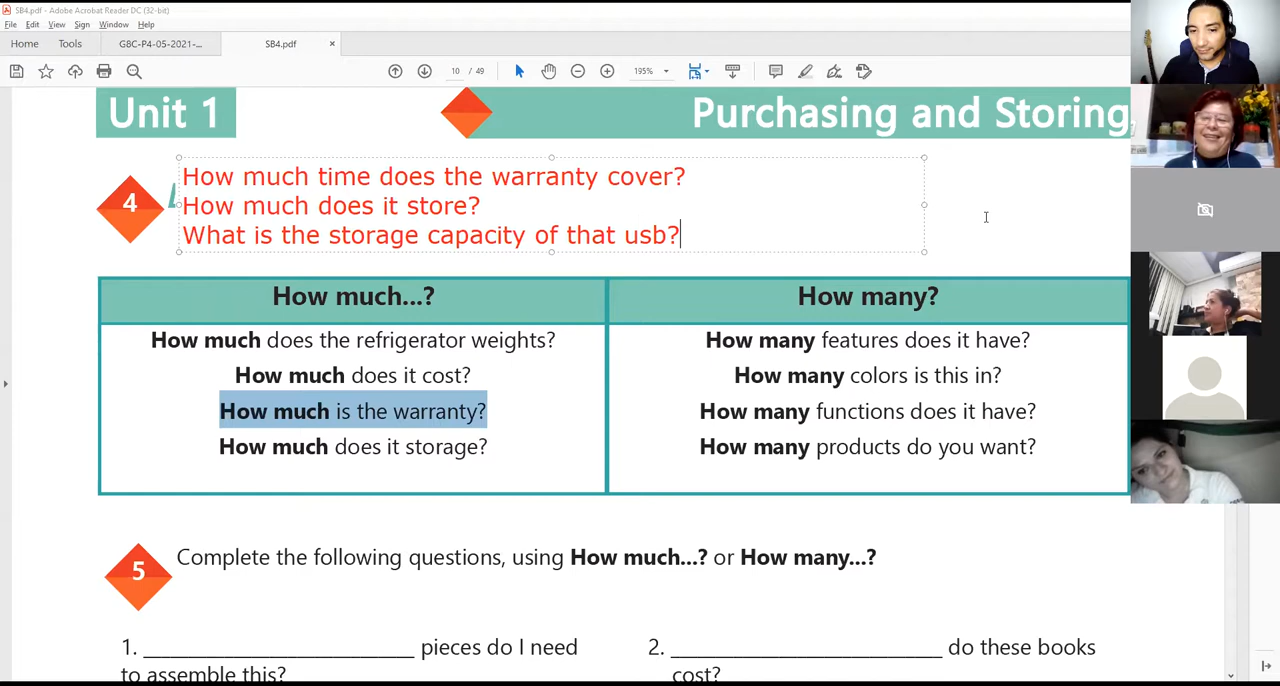 SB4.pdf - Adobe Acrobat Reader DC (32-bit)
File Edit View Sign Window Help
Home Tools G8C-P4-05-2021-... SB4.pdf ×
10 / 49 195%
Unit 1 Purchasing and Storing,
4
How much time does the warranty cover?
How much does it store?
What is the storage capacity of that usb?
How much...? How many?
How much does the refrigerator weights? How many features does it have?
How much does it cost? How many colors is this in?
How much is the warranty? How many functions does it have?
How much does it storage? How many products do you want?
5 Complete the following questions, using How much...? or How many...?
1. ____________________________ pieces do I need 2. ____________________________ do these books
to assemble this? cost?